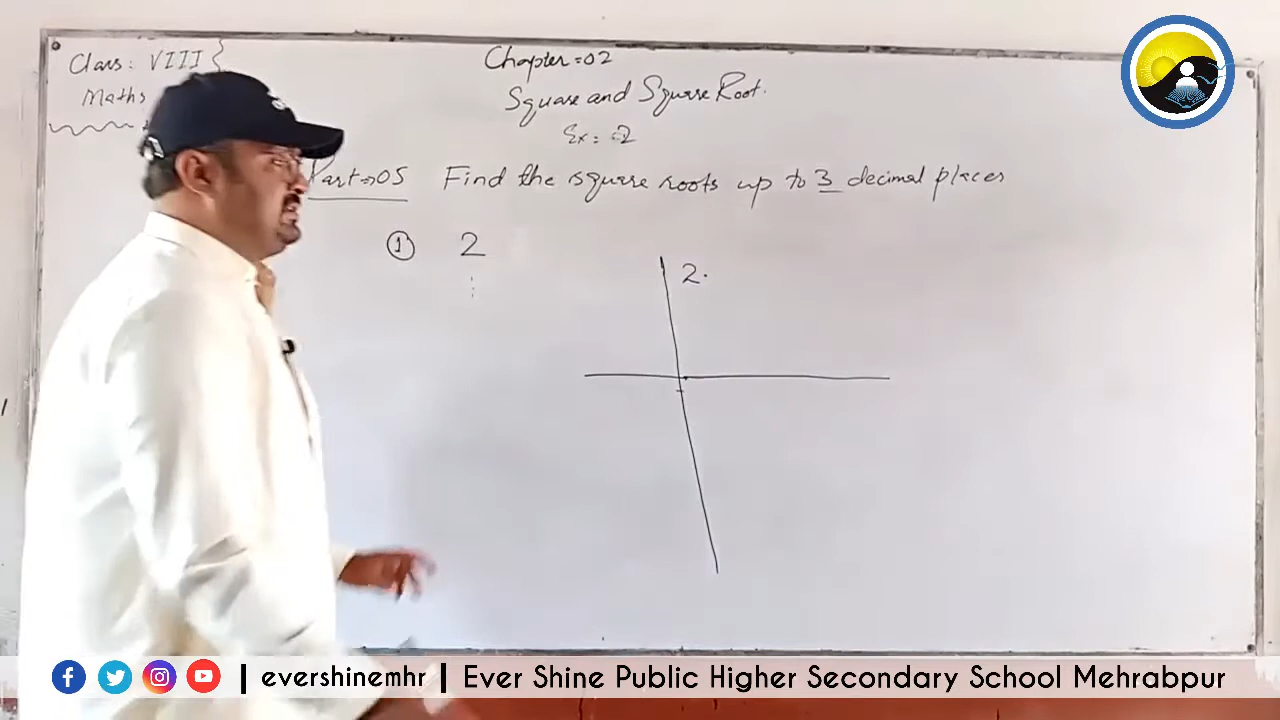 Class: VIII
Maths
Chapter = 02
Square and Square Root.
Ex: 2
Part => 05 Find the square roots up to 3 decimal places
① 2
2.
| evershinemhr | Ever Shine Public Higher Secondary School Mehrabpur